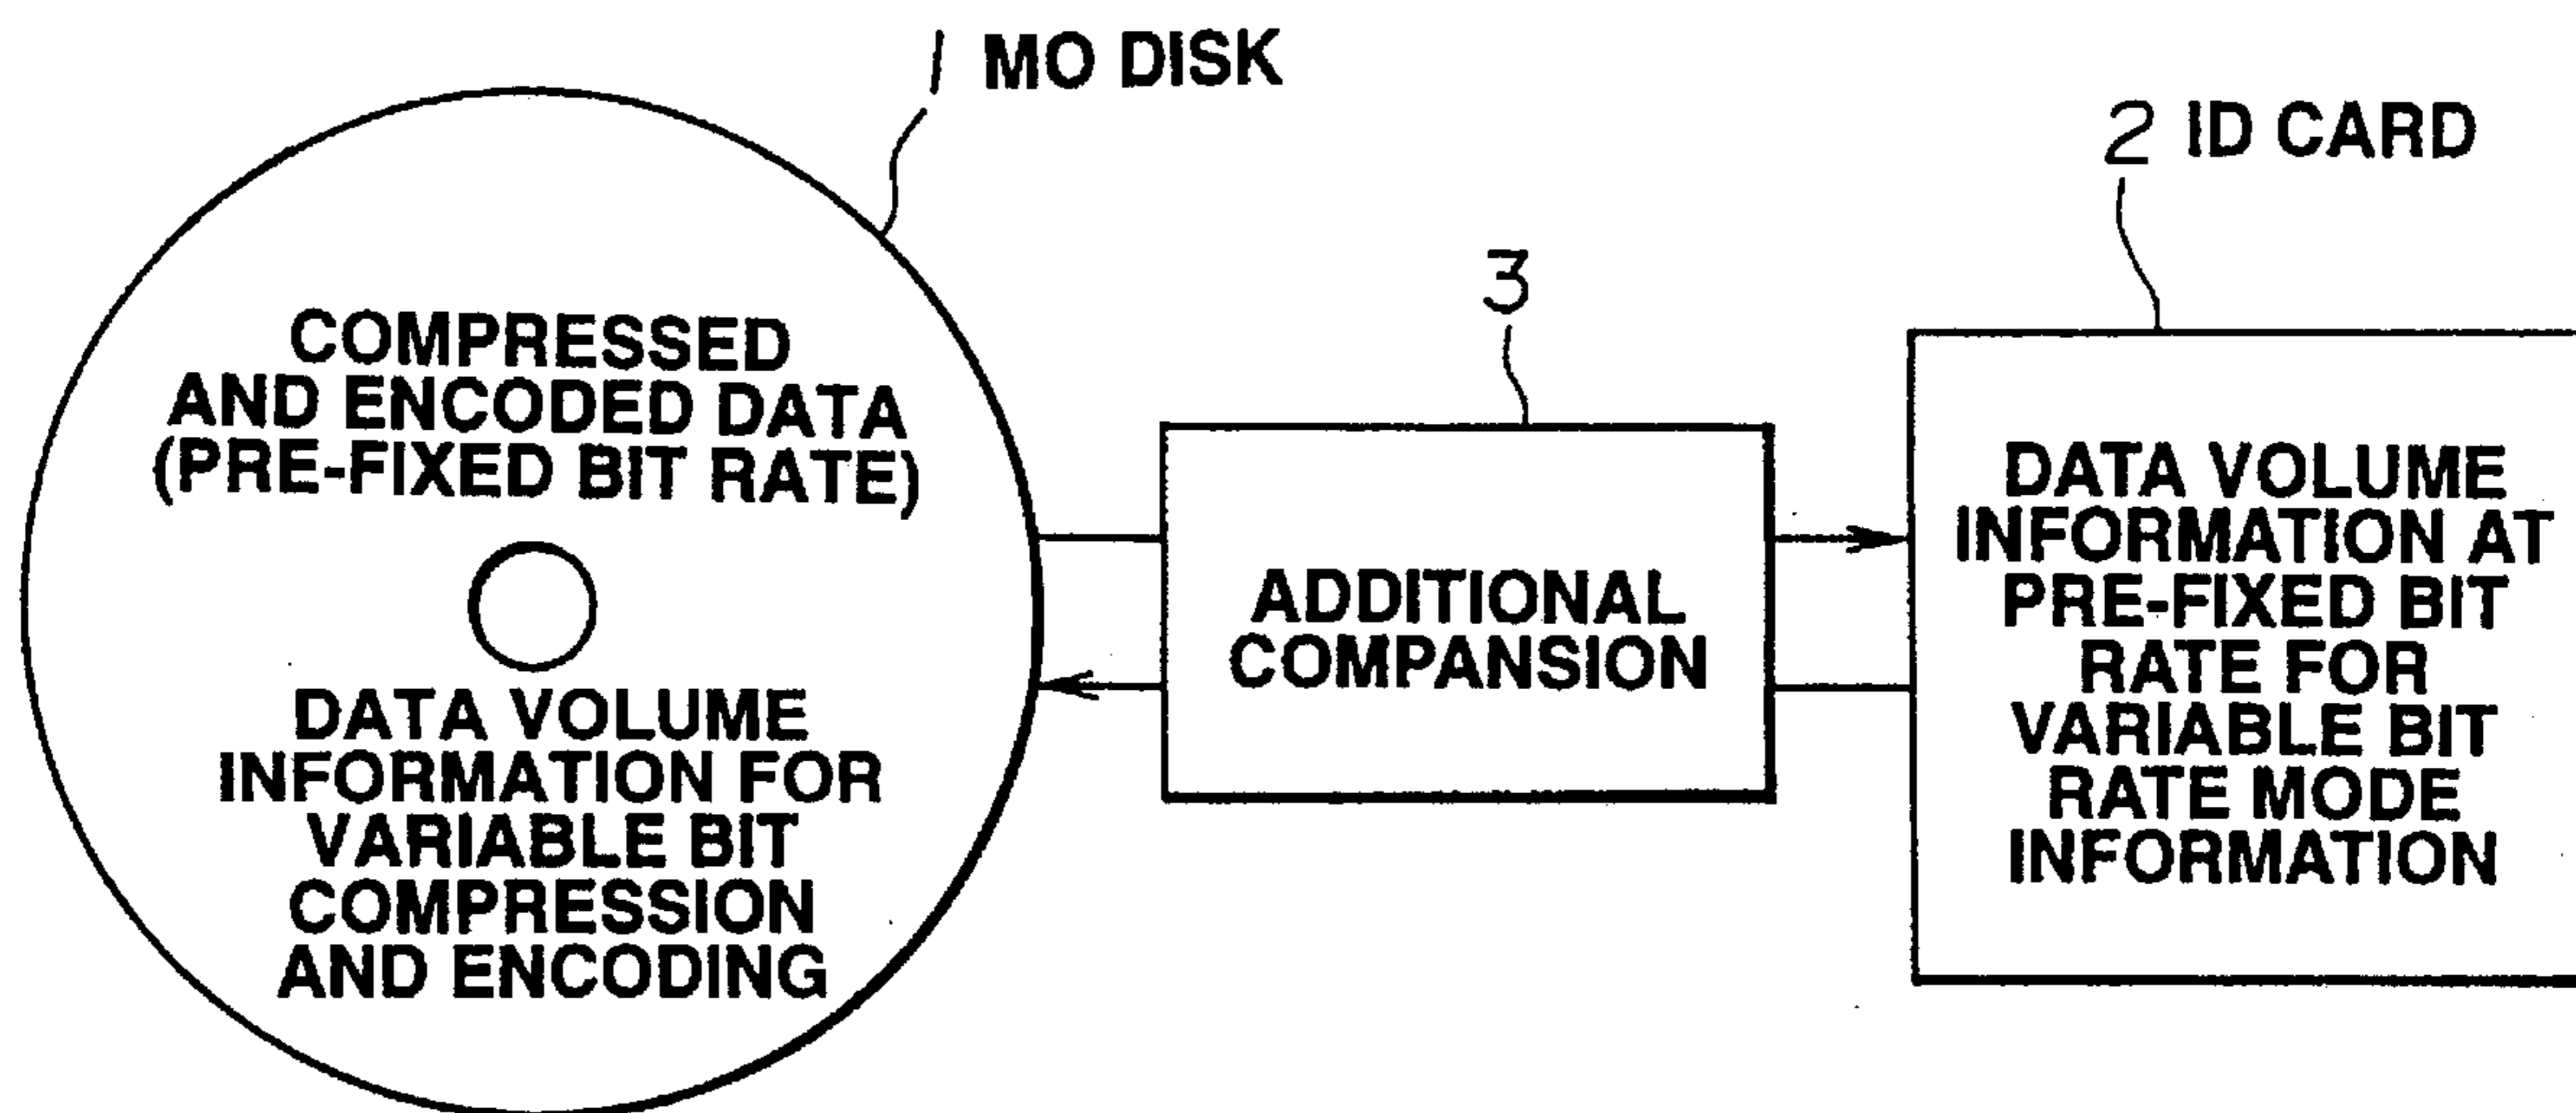 1 MO DISK
2 ID CARD
3
COMPRESSED
AND ENCODED DATA
(PRE-FIXED BIT RATE)
DATA VOLUME
INFORMATION FOR
VARIABLE BIT
COMPRESSION
AND ENCODING
ADDITIONAL
COMPANSION
DATA VOLUME
INFORMATION AT
PRE-FIXED BIT
RATE FOR
VARIABLE BIT
RATE MODE
INFORMATION